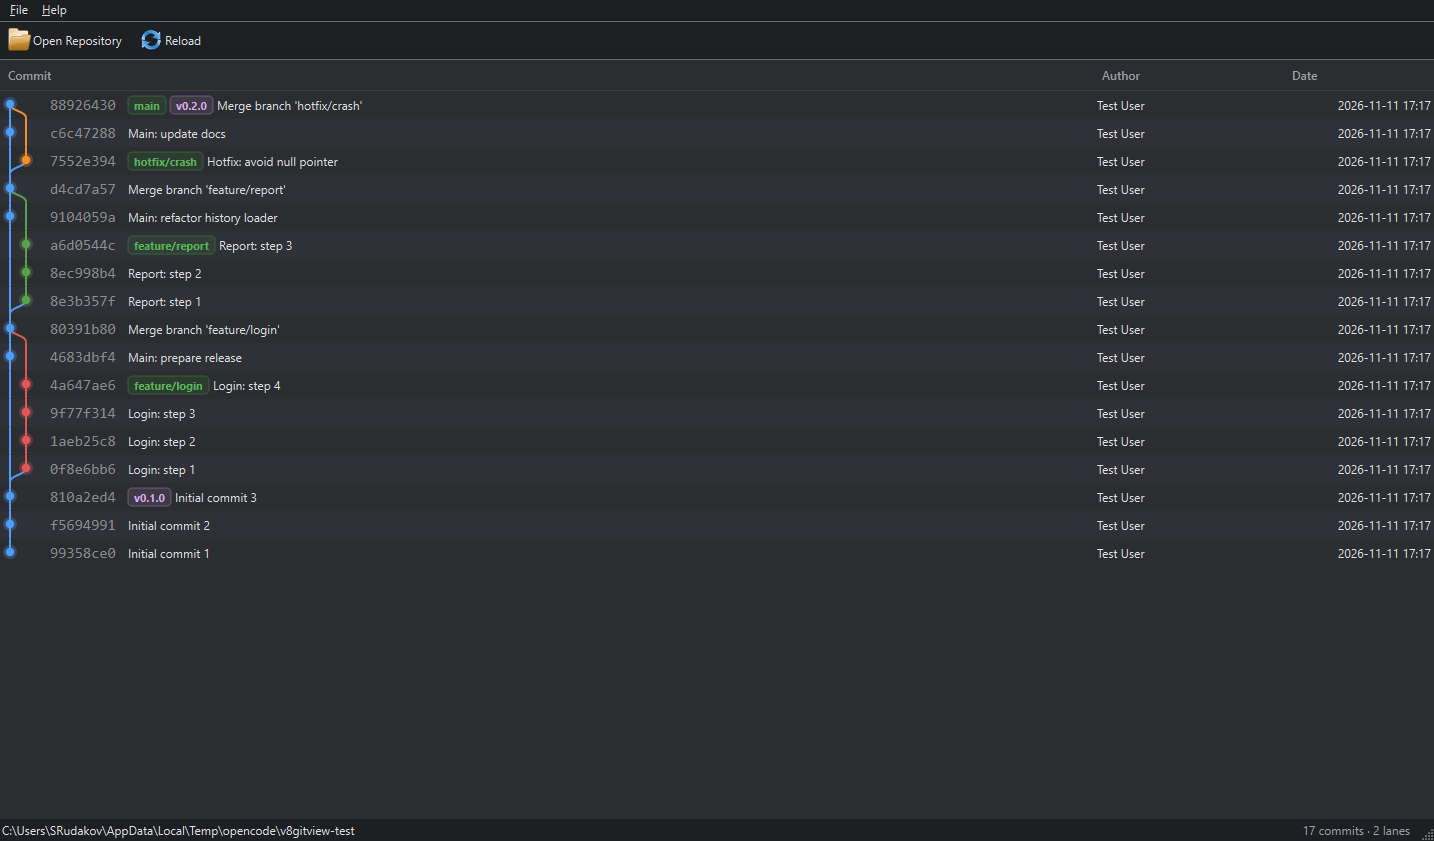 File Help
Open Repository Reload
Commit Author Date
88926430 main v0.2.0 Merge branch 'hotfix/crash' Test User 2026-11-11 17:17
c6c47288 Main: update docs Test User 2026-11-11 17:17
7552e394 hotfix/crash Hotfix: avoid null pointer Test User 2026-11-11 17:17
d4cd7a57 Merge branch 'feature/report' Test User 2026-11-11 17:17
9104059a Main: refactor history loader Test User 2026-11-11 17:17
a6d0544c feature/report Report: step 3 Test User 2026-11-11 17:17
8ec998b4 Report: step 2 Test User 2026-11-11 17:17
8e3b357f Report: step 1 Test User 2026-11-11 17:17
80391b80 Merge branch 'feature/login' Test User 2026-11-11 17:17
4683dbf4 Main: prepare release Test User 2026-11-11 17:17
4a647ae6 feature/login Login: step 4 Test User 2026-11-11 17:17
9f77f314 Login: step 3 Test User 2026-11-11 17:17
1aeb25c8 Login: step 2 Test User 2026-11-11 17:17
0f8e6bb6 Login: step 1 Test User 2026-11-11 17:17
810a2ed4 v0.1.0 Initial commit 3 Test User 2026-11-11 17:17
f5694991 Initial commit 2 Test User 2026-11-11 17:17
99358ce0 Initial commit 1 Test User 2026-11-11 17:17
C:\Users\SRudakov\AppData\Local\Temp\opencode\v8gitview-test 17 commits · 2 lanes